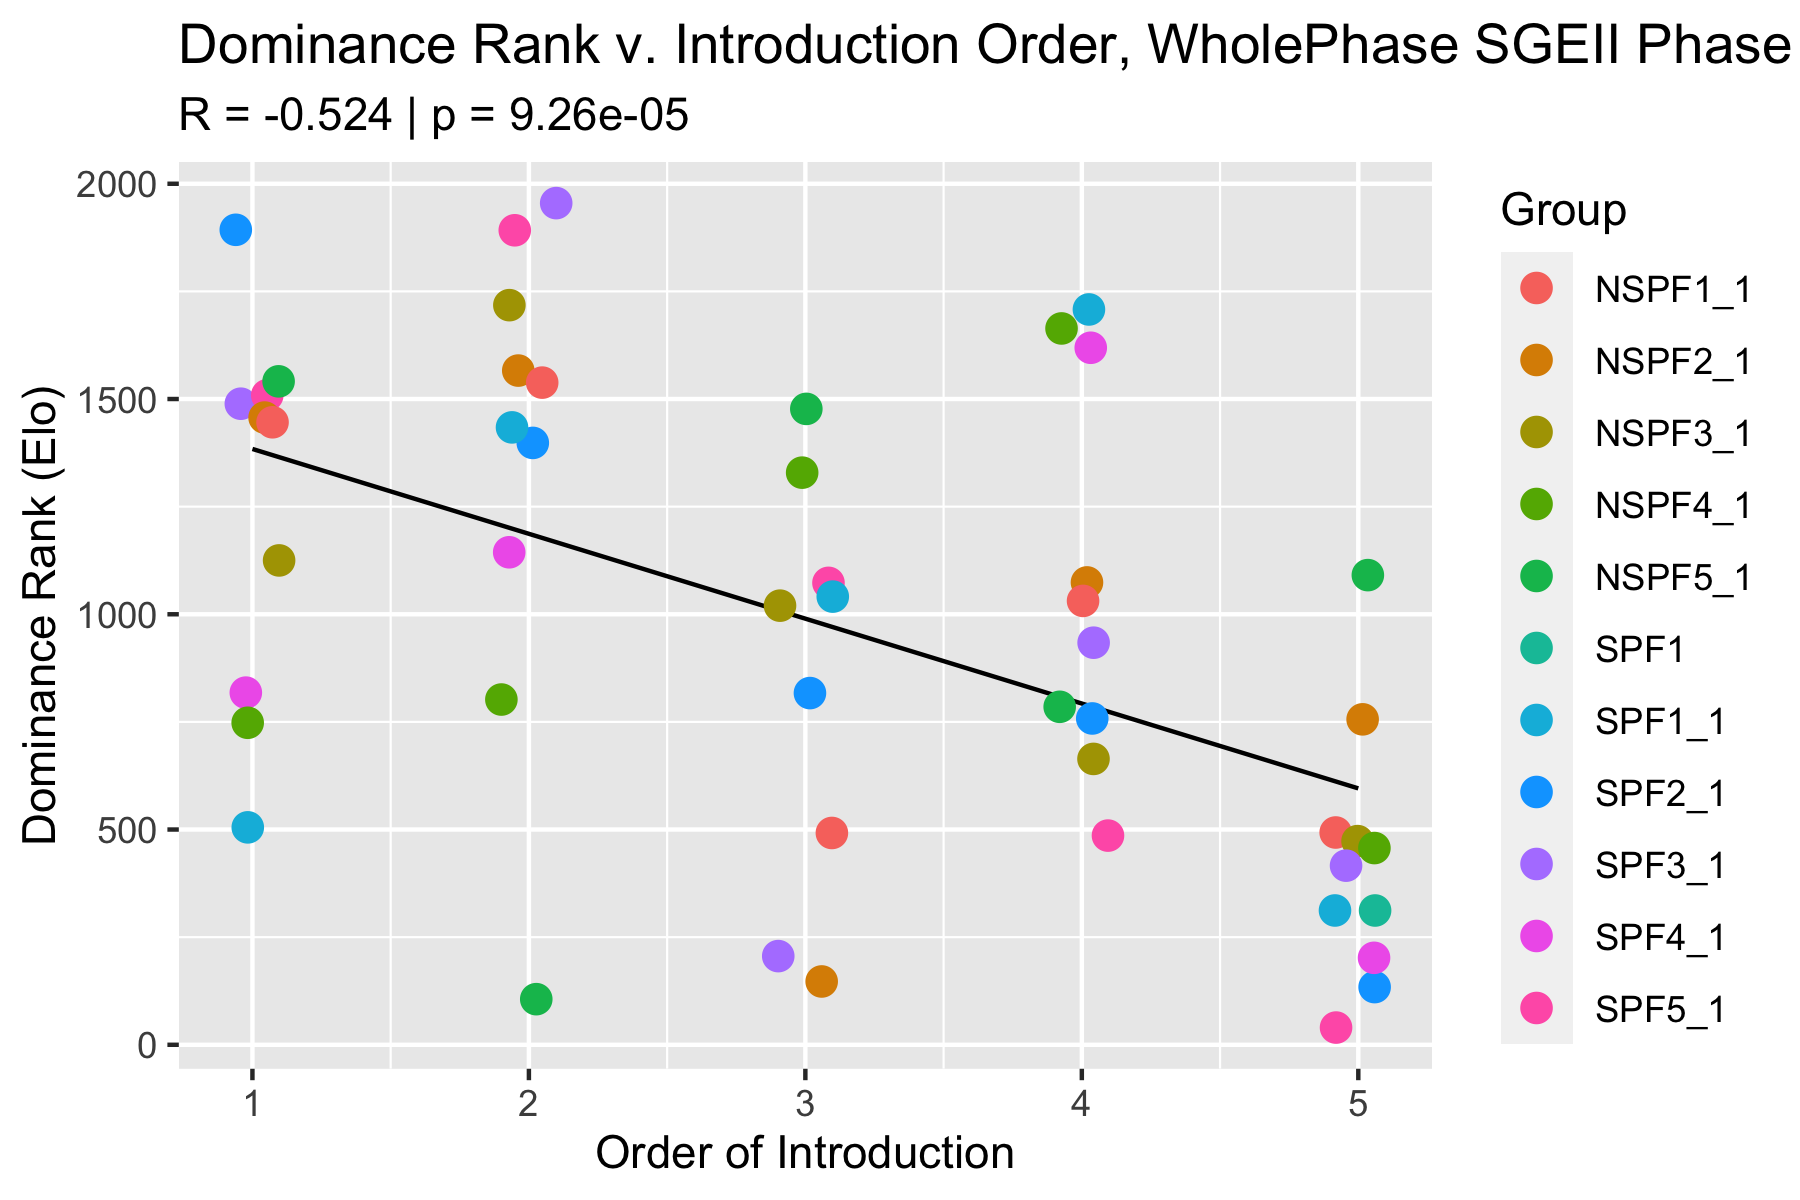 Dominance Rank v. Introduction Order, WholePhase SGEII Phase
R = -0.524 | p = 9.26e-05
Dominance Rank (Elo)
2000
1500
1000
500
0
1 2 3 4 5
Order of Introduction
Group
NSPF1_1
NSPF2_1
NSPF3_1
NSPF4_1
NSPF5_1
SPF1
SPF1_1
SPF2_1
SPF3_1
SPF4_1
SPF5_1